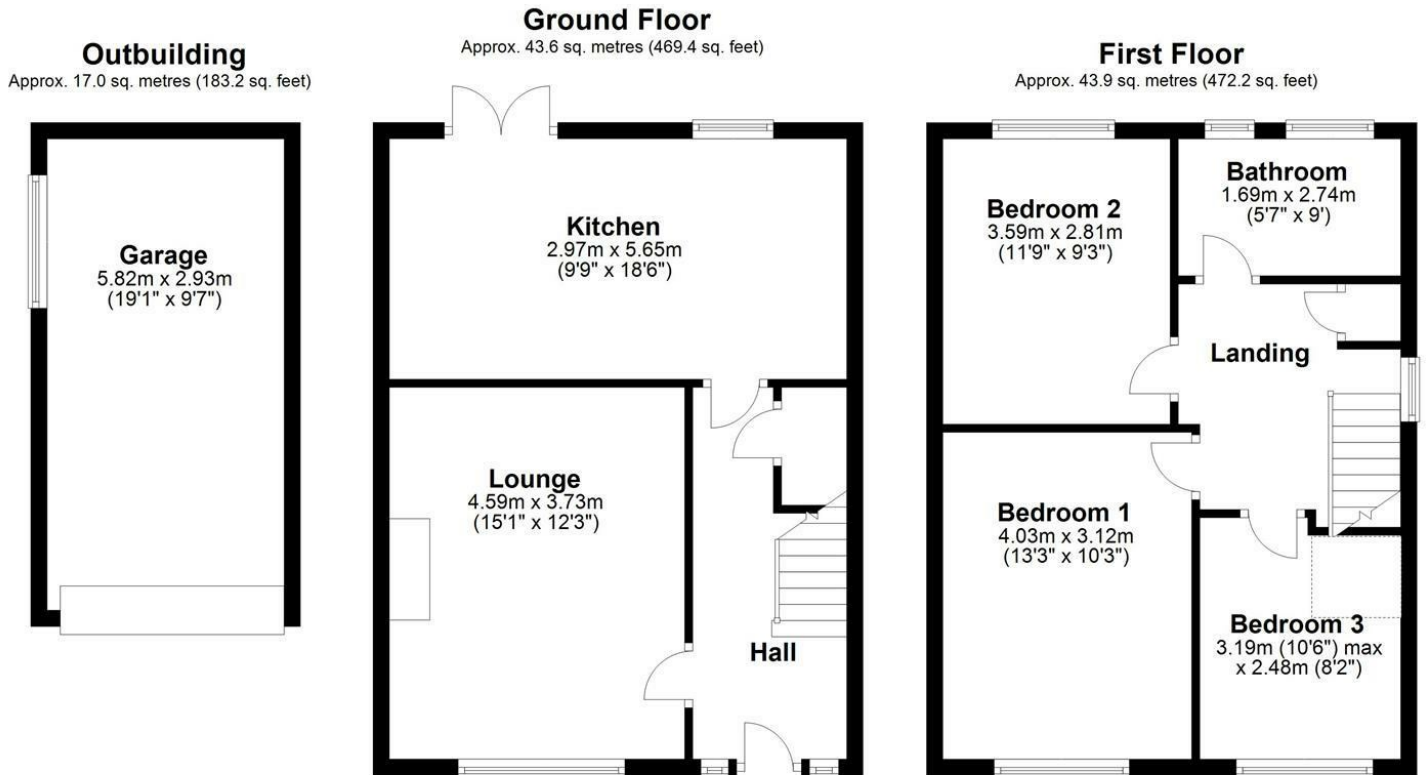 Outbuilding
Approx. 17.0 sq. metres (183.2 sq. feet)
Garage
5.82m x 2.93m
(19'1" x 9'7")
Ground Floor
Approx. 43.6 sq. metres (469.4 sq. feet)
Kitchen
2.97m x 5.65m
(9'9" x 18'6")
Lounge
4.59m x 3.73m
(15'1" x 12'3")
Hall
First Floor
Approx. 43.9 sq. metres (472.2 sq. feet)
Bedroom 2
3.59m x 2.81m
(11'9" x 9'3")
Bathroom
1.69m x 2.74m
(5'7" x 9')
Landing
Bedroom 1
4.03m x 3.12m
(13'3" x 10'3")
Bedroom 3
3.19m (10'6") max
x 2.48m (8'2")